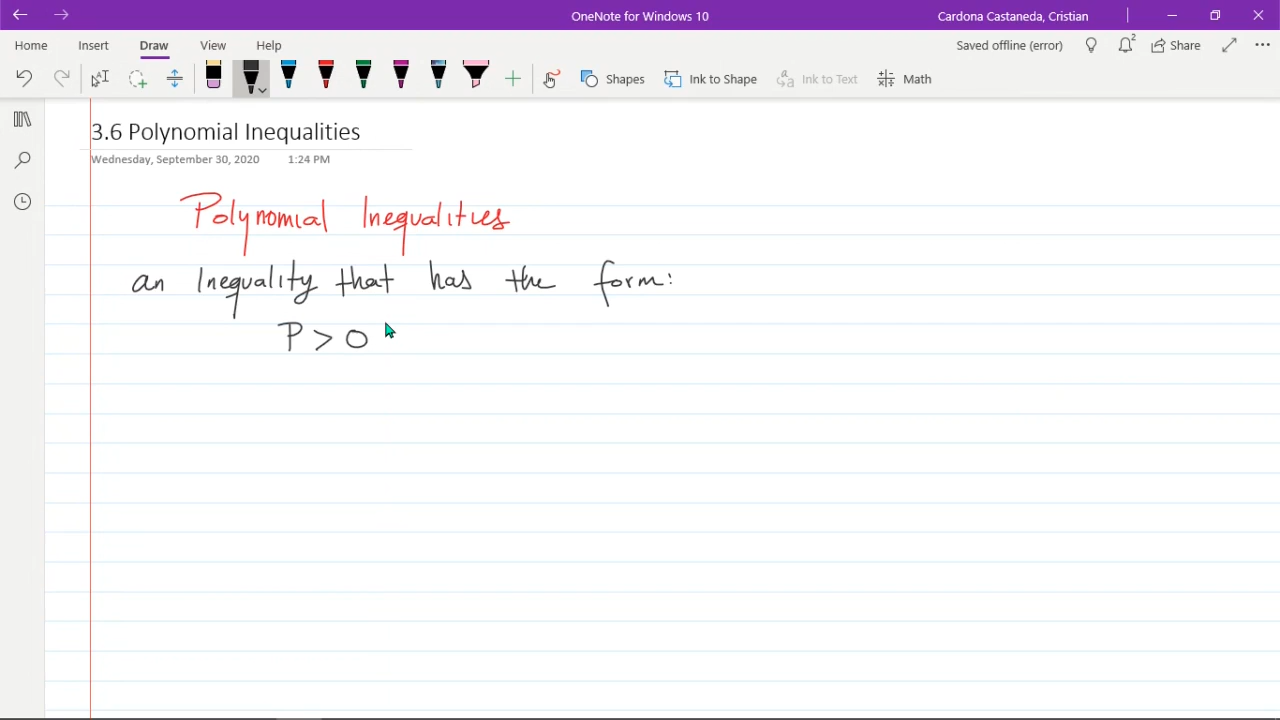 OneNote for Windows 10
Cardona Castaneda, Cristian
Home Insert Draw View Help
Saved offline (error)
2
Share
Shapes
Ink to Shape
Ink to Text
Math
3.6 Polynomial Inequalities
Wednesday, September 30, 2020 1:24 PM
Polynomial Inequalities
an Inequality that has the form:
P > 0